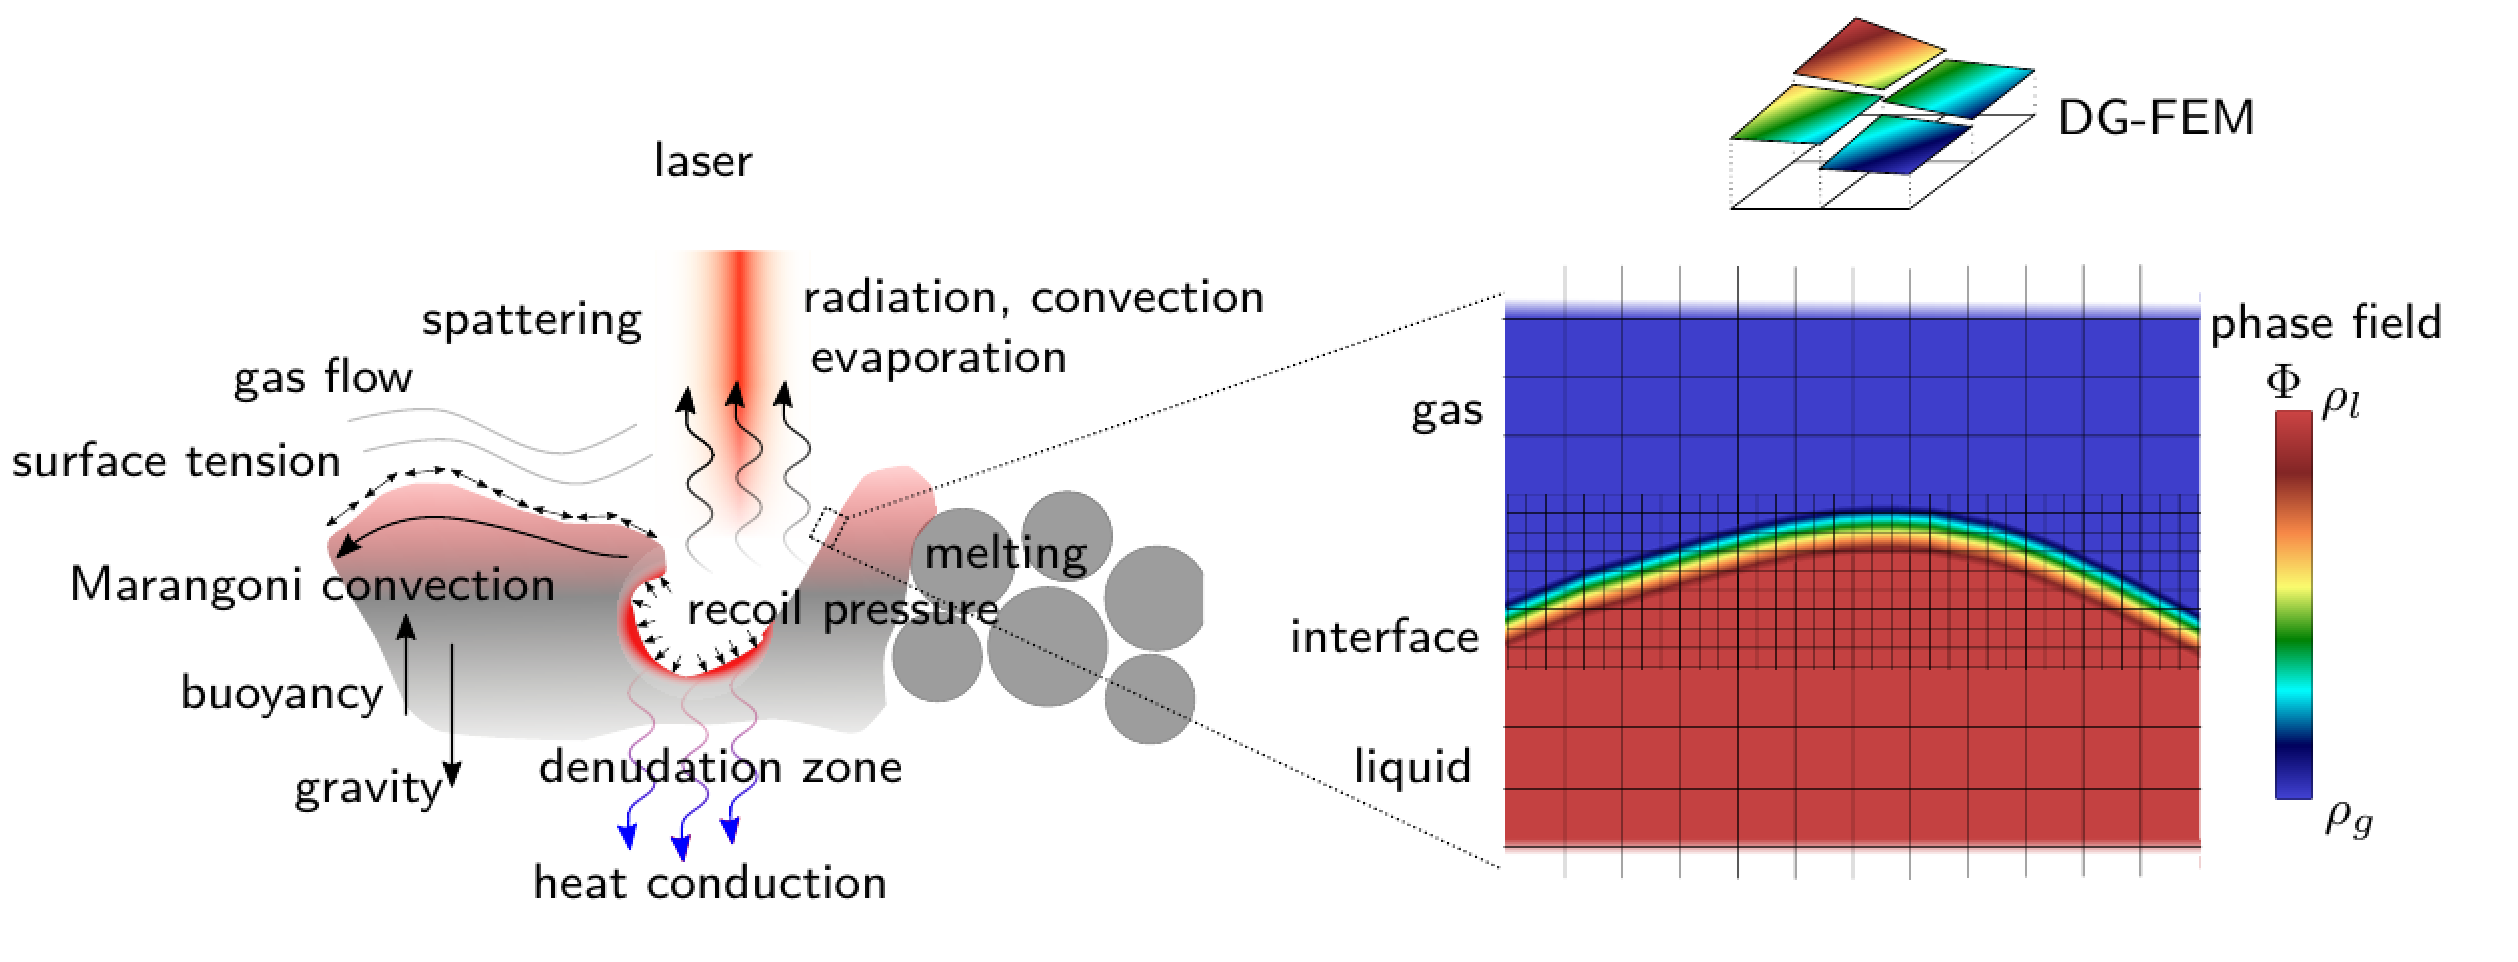 DG-FEM
laser
radiation, convection
spattering
phase field
evaporation
gas flow
Φ
ρl
gas
surface tension
melting
Marangoni convection
recoil pressure
interface
buoyancy
denudation zone
liquid
gravity
ρg
heat conduction